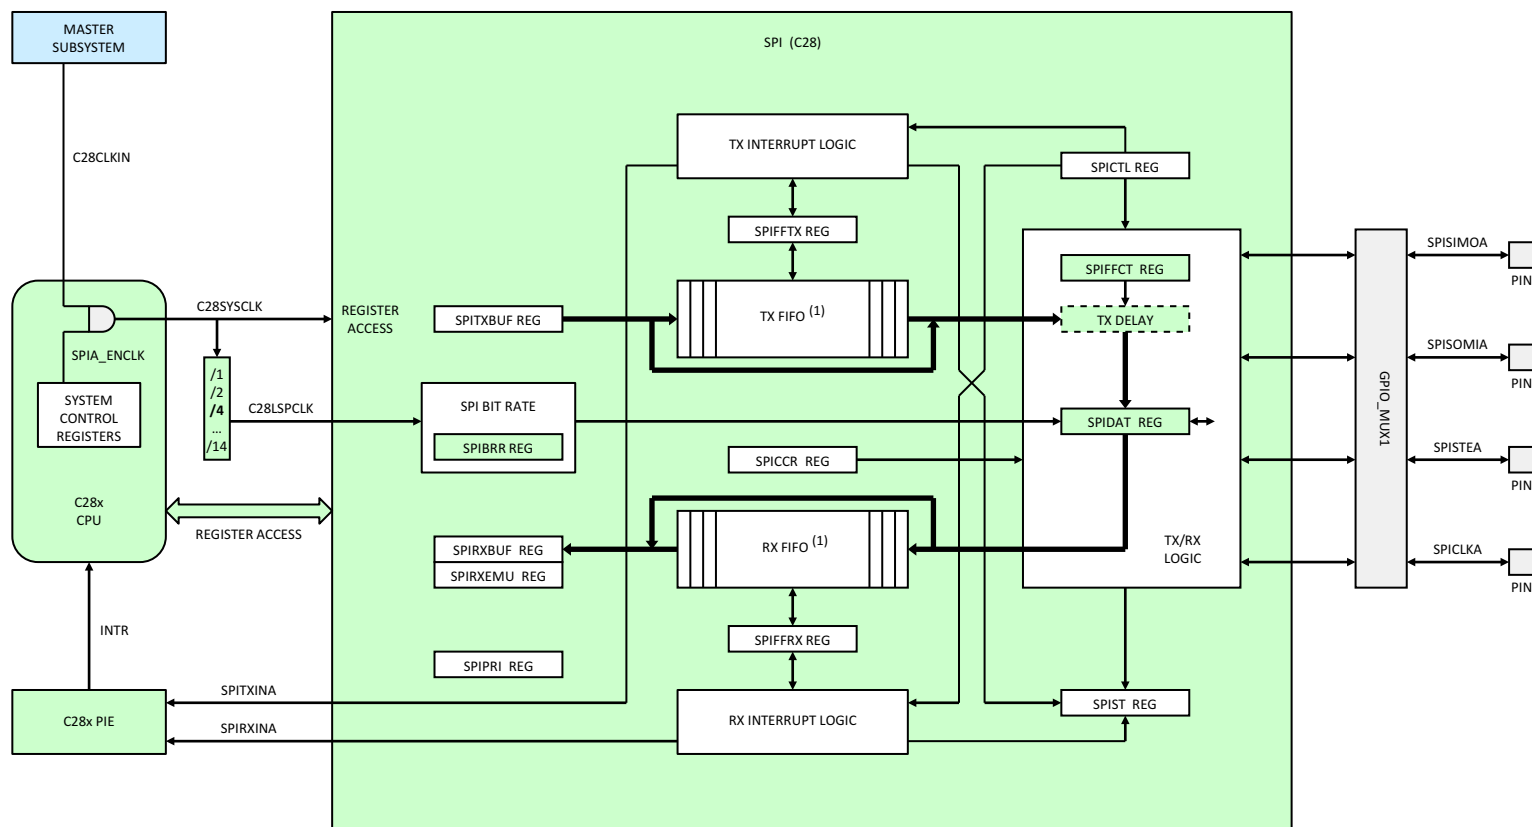 MASTER
SUBSYSTEM
SPI (C28)
C28CLKIN
TX INTERRUPT LOGIC
SPICTL REG
SPIFFTX REG
SPIFFCT REG
SPISIMOA
PIN
C28SYSCLK
REGISTER
ACCESS
SPITXBUF REG
TX FIFO (1)
TX DELAY
SPIA_ENCLK
SYSTEM
CONTROL
REGISTERS
/1
/2
/4
...
/14
C28LSPCLK
SPI BIT RATE
SPIBRR REG
SPIDAT REG
GPIO_MUX1
SPISOMIA
PIN
SPICCR REG
SPISTEA
PIN
C28x
CPU
REGISTER ACCESS
SPIRXBUF REG
SPIRXEMU REG
RX FIFO (1)
TX/RX
LOGIC
SPICLKA
PIN
INTR
SPIFFRX REG
SPIPRI REG
SPITXINA
C28x PIE
SPIRXINA
RX INTERRUPT LOGIC
SPIST REG